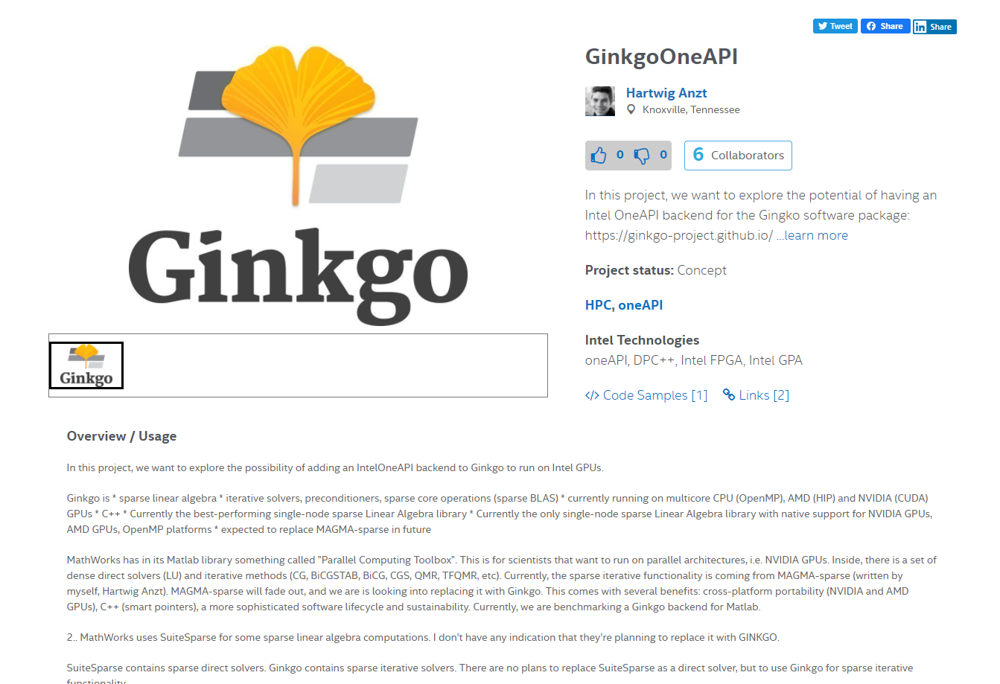 Tweet Share in Share
GinkgoOneAPI
Hartwig Anzt
Knoxville, Tennessee
0 0 6 Collaborators
In this project, we want to explore the potential of having an
Intel OneAPI backend for the Gingko software package:
https://ginkgo-project.github.io/ ...learn more
Project status: Concept
HPC, oneAPI
Intel Technologies
oneAPI, DPC++, Intel FPGA, Intel GPA
</> Code Samples [1] Links [2]
Ginkgo
Ginkgo
Overview / Usage
In this project, we want to explore the possibility of adding an IntelOneAPI backend to Ginkgo to run on Intel GPUs.
Ginkgo is * sparse linear algebra * iterative solvers, preconditioners, sparse core operations (sparse BLAS) * currently running on multicore CPU (OpenMP), AMD (HIP) and NVIDIA (CUDA)
GPUs * C++ * Currently the best-performing single-node sparse Linear Algebra library * Currently the only single-node sparse Linear Algebra library with native support for NVIDIA GPUs,
AMD GPUs, OpenMP platforms * expected to replace MAGMA-sparse in future
MathWorks has in its Matlab library something called "Parallel Computing Toolbox". This is for scientists that want to run on parallel architectures, i.e. NVIDIA GPUs. Inside, there is a set of
dense direct solvers (LU) and iterative methods (CG, BiCGSTAB, BiCG, CGS, QMR, TFQMR, etc). Currently, the sparse iterative functionality is coming from MAGMA-sparse (written by
myself, Hartwig Anzt). MAGMA-sparse will fade out, and we are is looking into replacing it with Ginkgo. This comes with several benefits: cross-platform portability (NVIDIA and AMD
GPUs), C++ (smart pointers), a more sophisticated software lifecycle and sustainability. Currently, we are benchmarking a Ginkgo backend for Matlab.
2.. MathWorks uses SuiteSparse for some sparse linear algebra computations. I don't have any indication that they're planning to replace it with GINKGO.
SuiteSparse contains sparse direct solvers. Ginkgo contains sparse iterative solvers. There are no plans to replace SuiteSparse as a direct solver, but to use Ginkgo for sparse iterative
functionality.